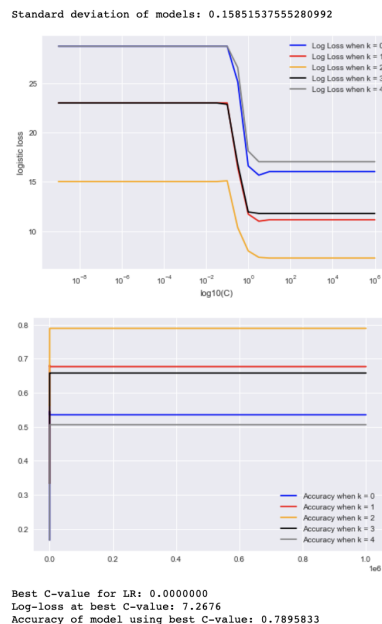 Standard deviation of models: 0.15851537555280992
Log Loss when k = 0
Log Loss when k = 1
Log Loss when k = 2
Log Loss when k = 3
Log Loss when k = 4
logistic loss
25
20
15
10
10⁻⁸ 10⁻⁶ 10⁻⁴ 10⁻² 10⁰ 10² 10⁴ 10⁶
log10(C)
0.8
0.7
0.6
0.5
0.4
0.3
0.2
Accuracy when k = 0
Accuracy when k = 1
Accuracy when k = 2
Accuracy when k = 3
Accuracy when k = 4
0.0 0.2 0.4 0.6 0.8 1.0
1e6
Best C-value for LR: 0.0000000
Log-loss at best C-value: 7.2676
Accuracy of model using best C-value: 0.7895833